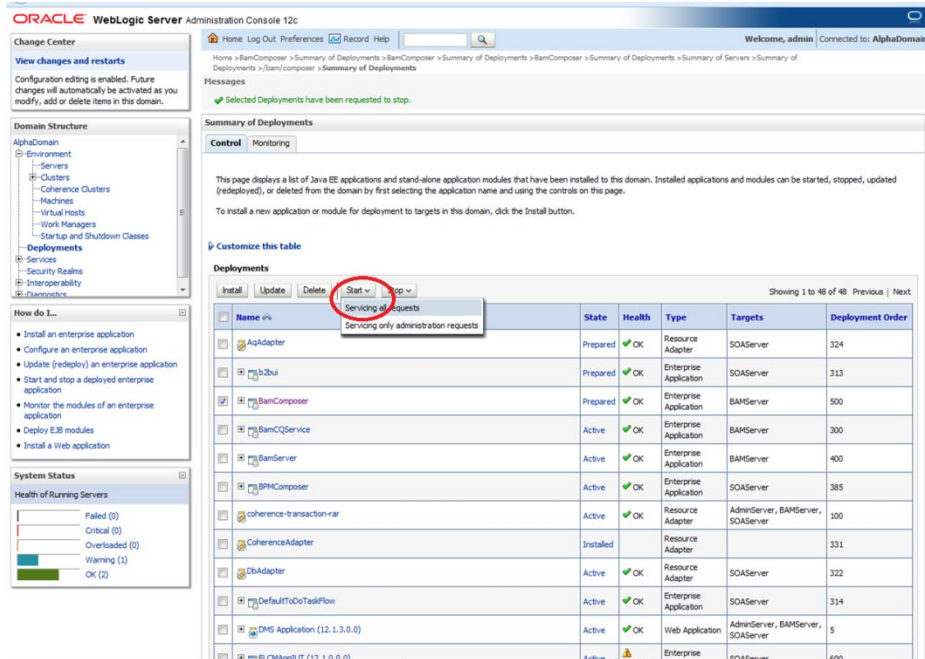 ORACLE WebLogic Server Administration Console 12c
Change Center
View changes and restarts
Configuration editing is enabled. Future
changes will automatically be activated as you
modify, add or delete items in this domain.
Domain Structure
AlphaDomain
Environment
Servers
Clusters
Coherence Clusters
Machines
Virtual Hosts
Work Managers
Startup and Shutdown Classes
Deployments
Services
Security Realms
Interoperability
Diagnostics
How do I...
Install an enterprise application
Configure an enterprise application
Update (redeploy) an enterprise application
Start and stop a deployed enterprise
application
Monitor the modules of an enterprise
application
Deploy EJB modules
Install a Web application
System Status
Health of Running Servers
Failed (0)
Critical (0)
Overloaded (0)
Warning (1)
OK (2)
Home Log Out Preferences Record Help
Welcome, admin Connected to: AlphaDomain
Home >BamComposer >Summary of Deployments >BamComposer >Summary of Deployments >BamComposer >Summary of Deployments >Summary of Servers >Summary of
Deployments >/bam/composer >Summary of Deployments
Messages
Selected Deployments have been requested to stop.
Summary of Deployments
Control Monitoring
This page displays a list of Java EE applications and stand-alone application modules that have been installed to this domain. Installed applications and modules can be started, stopped, updated
(redeployed), or deleted from the domain by first selecting the application name and using the controls on this page.
To install a new application or module for deployment to targets in this domain, click the Install button.
Customize this table
Deployments
Install Update Delete Start Stop Showing 1 to 48 of 48 Previous | Next
Servicing all requests
Servicing only administration requests
Name State Health Type Targets Deployment Order
AqAdapter Prepared OK Resource Adapter SOAServer 324
b2bui Prepared OK Enterprise Application SOAServer 313
BamComposer Prepared OK Enterprise Application BAMServer 500
BamCQService Active OK Enterprise Application BAMServer 300
BamServer Active OK Enterprise Application BAMServer 400
BPMComposer Active OK Enterprise Application SOAServer 385
coherence-transaction-rar Active OK Resource Adapter AdminServer, BAMServer, SOAServer 100
CoherenceAdapter Installed Resource Adapter 331
DbAdapter Active OK Resource Adapter SOAServer 322
DefaultToDoTaskFlow Active OK Enterprise Application SOAServer 314
DMS Application (12.1.3.0.0) Active OK Web Application AdminServer, BAMServer, SOAServer 5
Active Enterprise SOAServer 600